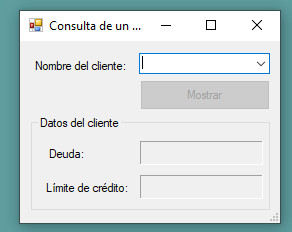 Consulta de un ...
Nombre del cliente:
Mostrar
Datos del cliente
Deuda:
Límite de crédito: